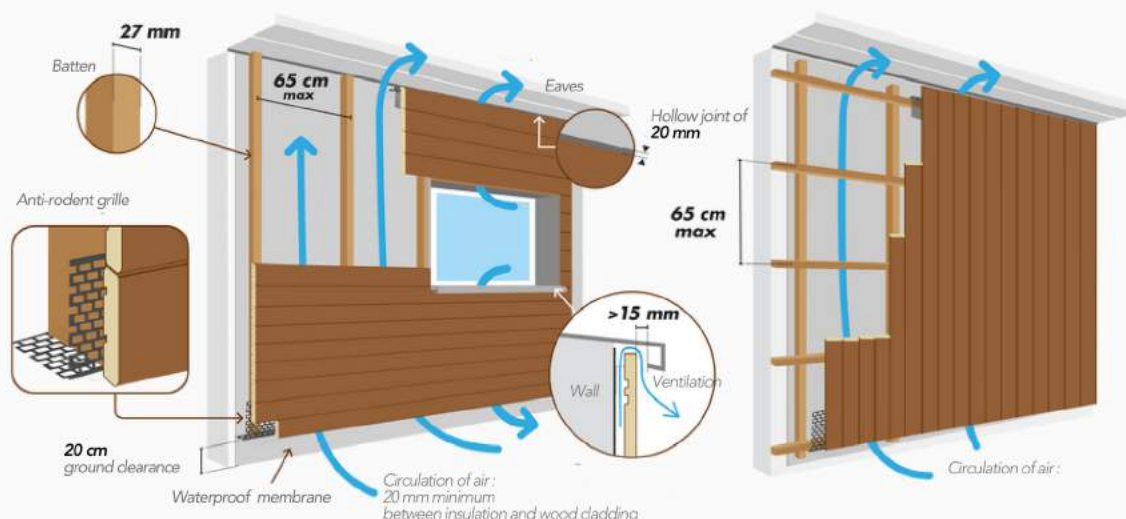 27 mm
Batten
65 cm
max
Eaves
Hollow joint of
20 mm
Anti-rodent grille
65 cm
max
>15 mm
Wall
Ventilation
20 cm
ground clearance
Waterproof membrane
Circulation of air :
20 mm minimum
between insulation and wood cladding
Circulation of air :